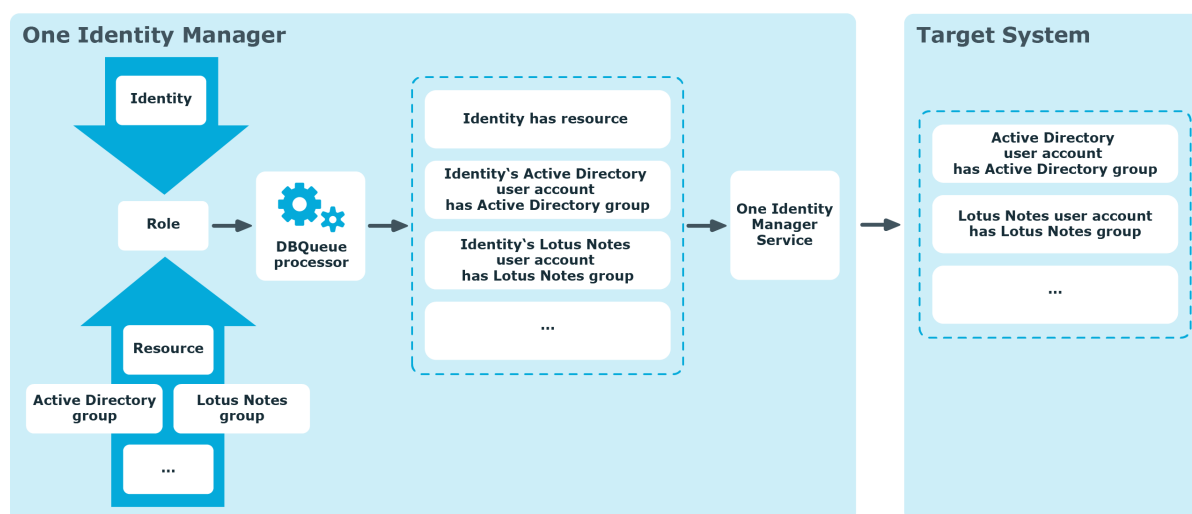 One Identity Manager
Identity
Role
Resource
Active Directory
group
Lotus Notes
group
...
DBQueue
processor
Identity has resource
Identity‘s Active Directory
user account
has Active Directory group
Identity‘s Lotus Notes
user account
has Lotus Notes group
...
One Identity
Manager
Service
Target System
Active Directory
user account
has Active Directory group
Lotus Notes user account
has Lotus Notes group
...